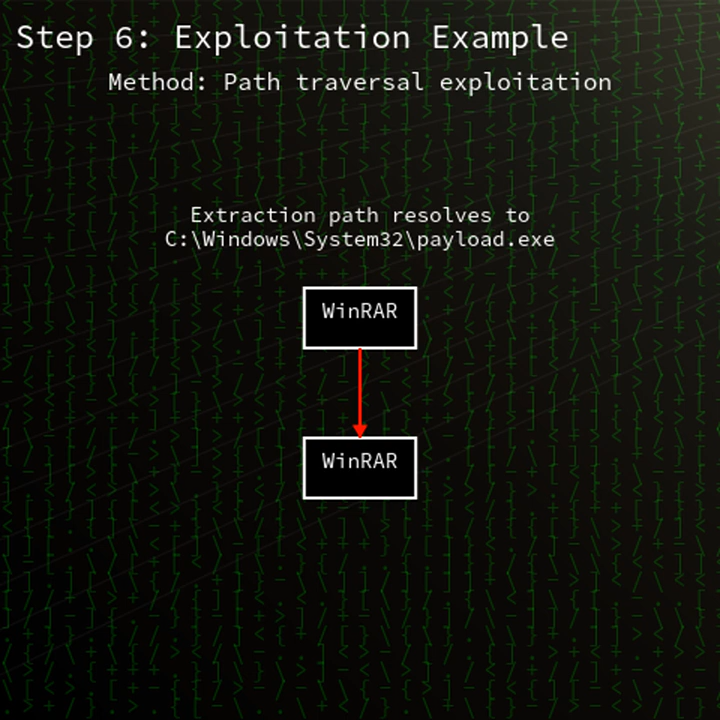 Step 6: Exploitation Example
Method: Path traversal exploitation
Extraction path resolves to
C:\Windows\System32\payload.exe
WinRAR
WinRAR